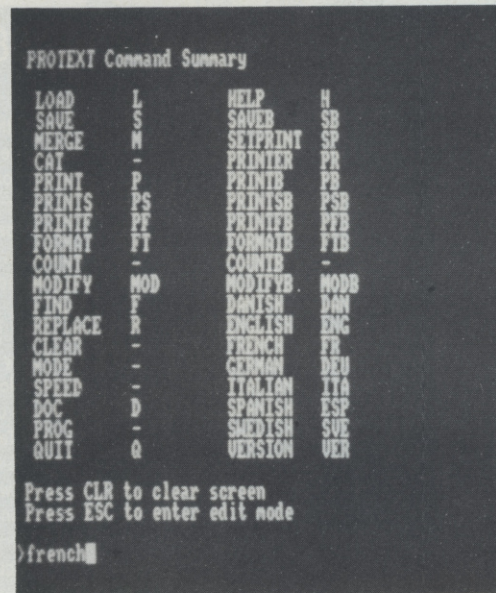 PROTEXT Command Summary
LOAD L HELP H
SAVE S SAVEB SB
MERGE M SETPRINT SP
CAT - PRINTER PR
PRINT P PRINTB PB
PRINTS PS PRINTSB PSB
PRINTF PF PRINTFB PFB
FORMAT FT FORMATB FTB
COUNT - COUNTB -
MODIFY MOD MODIFYB MODB
FIND F DANISH DAN
REPLACE R ENGLISH ENG
CLEAR - FRENCH FR
MODE - GERMAN DEU
SPEED - ITALIAN ITA
DOC D SPANISH ESP
PROG - SWEDISH SVE
QUIT Q VERSION VER
Press CLR to clear screen
Press ESC to enter edit mode
>french